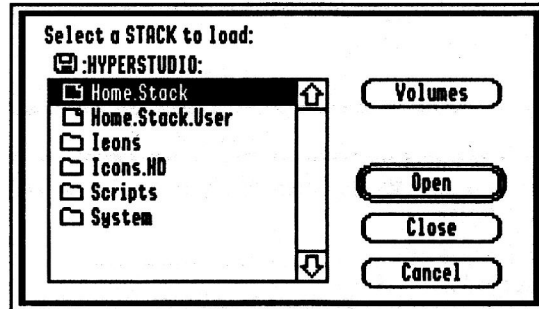 Select a STACK to load:
:HYPERSTUDIO:
Home.Stack
Home.Stack.User
Icons
Icons.HD
Scripts
System
Volumes
Open
Close
Cancel